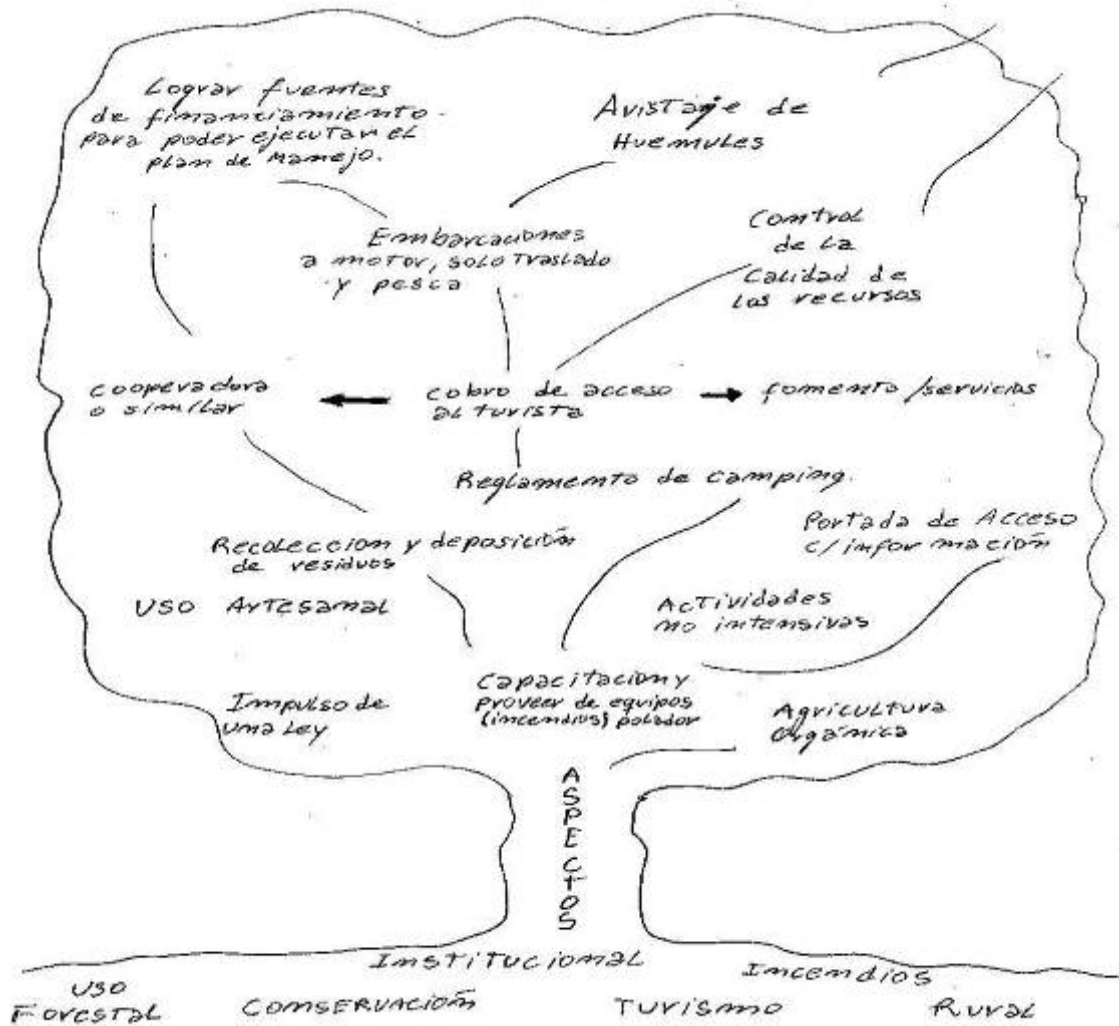 Lograr fuentes
de financiamiento
para poder ejecutar el
plan de Manejo.
Avistaje de
Huemules
Embarcaciones
a motor, solo traslado
y pesca
Control
de la
Calidad de
los recursos
cooperadora
o similar
cobro de acceso
al turista
fomento/servicios
Reglamento de camping.
Recoleccion y deposición
de residuos
Portada de Acceso
c/información
USO Artesanal
Actividades
no intensivas
Impulso de
una Ley
Capacitacion y
proveer de equipos
(incendios) polador
Agricultura
orgánica
ASPECTOS
Institucional
Incendios
USO
Forestal
Conservación
Turismo
Rural